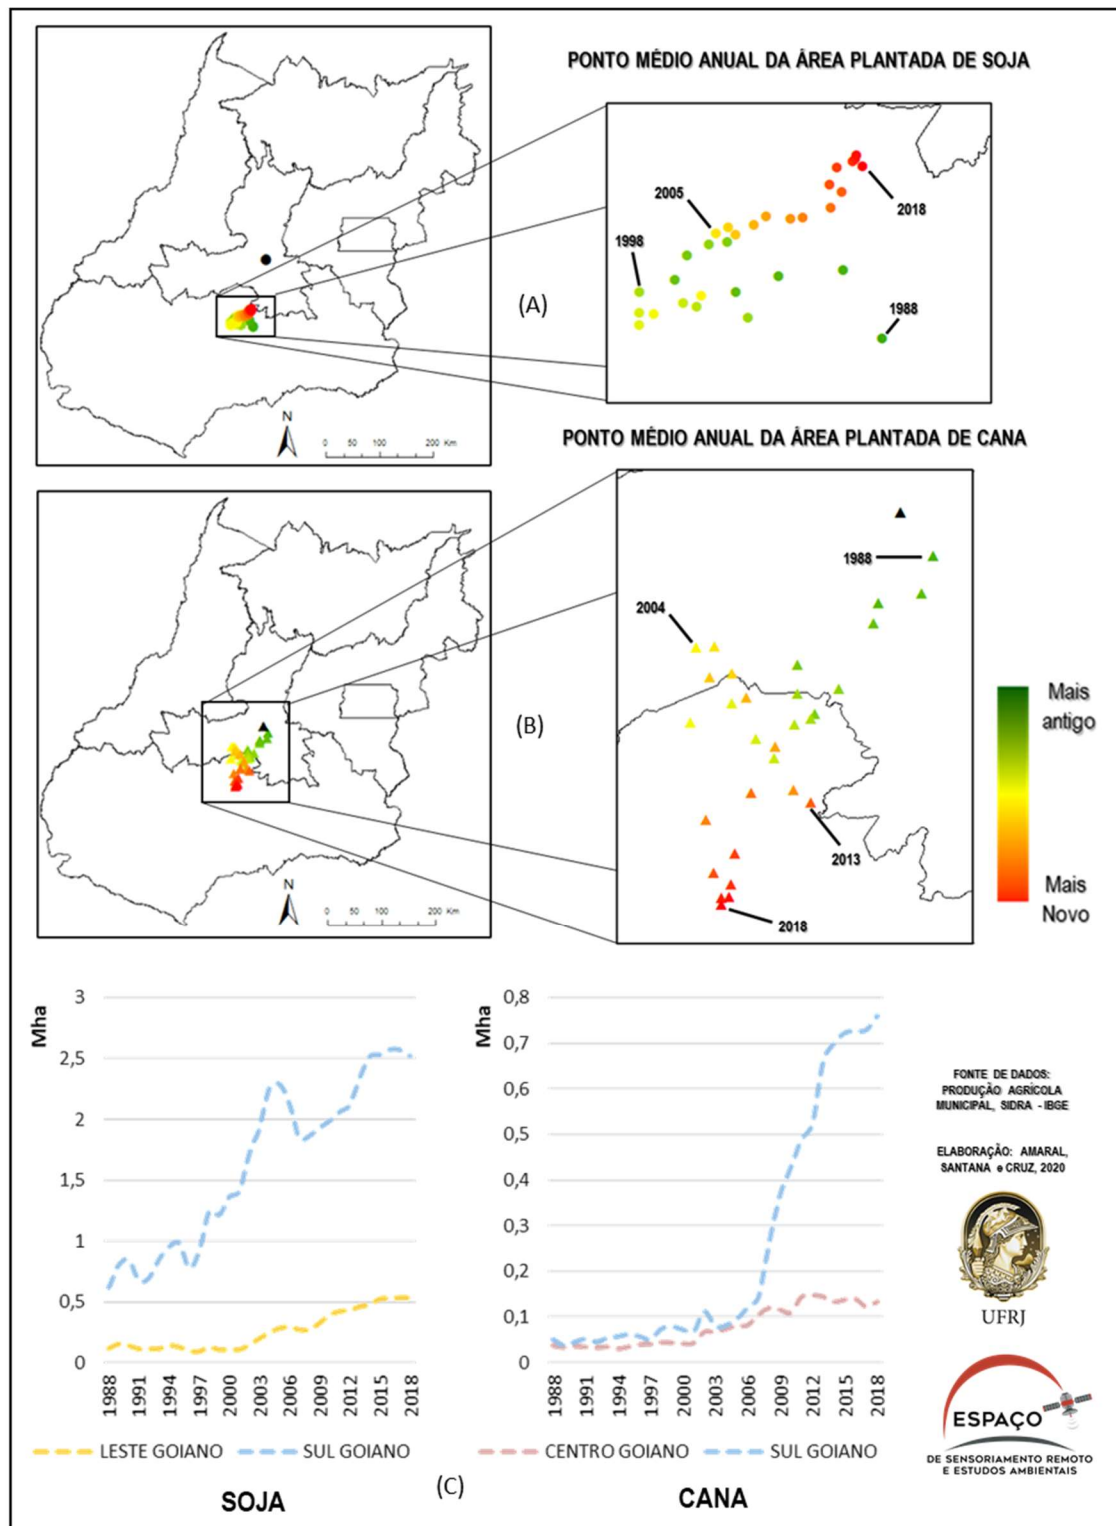 PONTO MÉDIO ANUAL DA ÁREA PLANTADA DE SOJA
2005
1998
2018
1988
(A)
N
0 50 100 200 Km
PONTO MÉDIO ANUAL DA ÁREA PLANTADA DE CANA
1988
2004
2013
2018
(B)
N
0 50 100 200 Km
Mais
antigo
Mais
Novo
Mha
3
2,5
2
1,5
1
0,5
0
1988 1991 1994 1997 2000 2003 2006 2009 2012 2015 2018
LESTE GOIANO SUL GOIANO
SOJA
Mha
0,8
0,7
0,6
0,5
0,4
0,3
0,2
0,1
0
1988 1991 1994 1997 2000 2003 2006 2009 2012 2015 2018
CENTRO GOIANO SUL GOIANO
CANA
(C)
FONTE DE DADOS:
PRODUÇÃO AGRÍCOLA
MUNICIPAL, SIDRA - IBGE
ELABORAÇÃO: AMARAL,
SANTANA e CRUZ, 2020
UFRJ
ESPAÇO
DE SENSORIAMENTO REMOTO
E ESTUDOS AMBIENTAIS